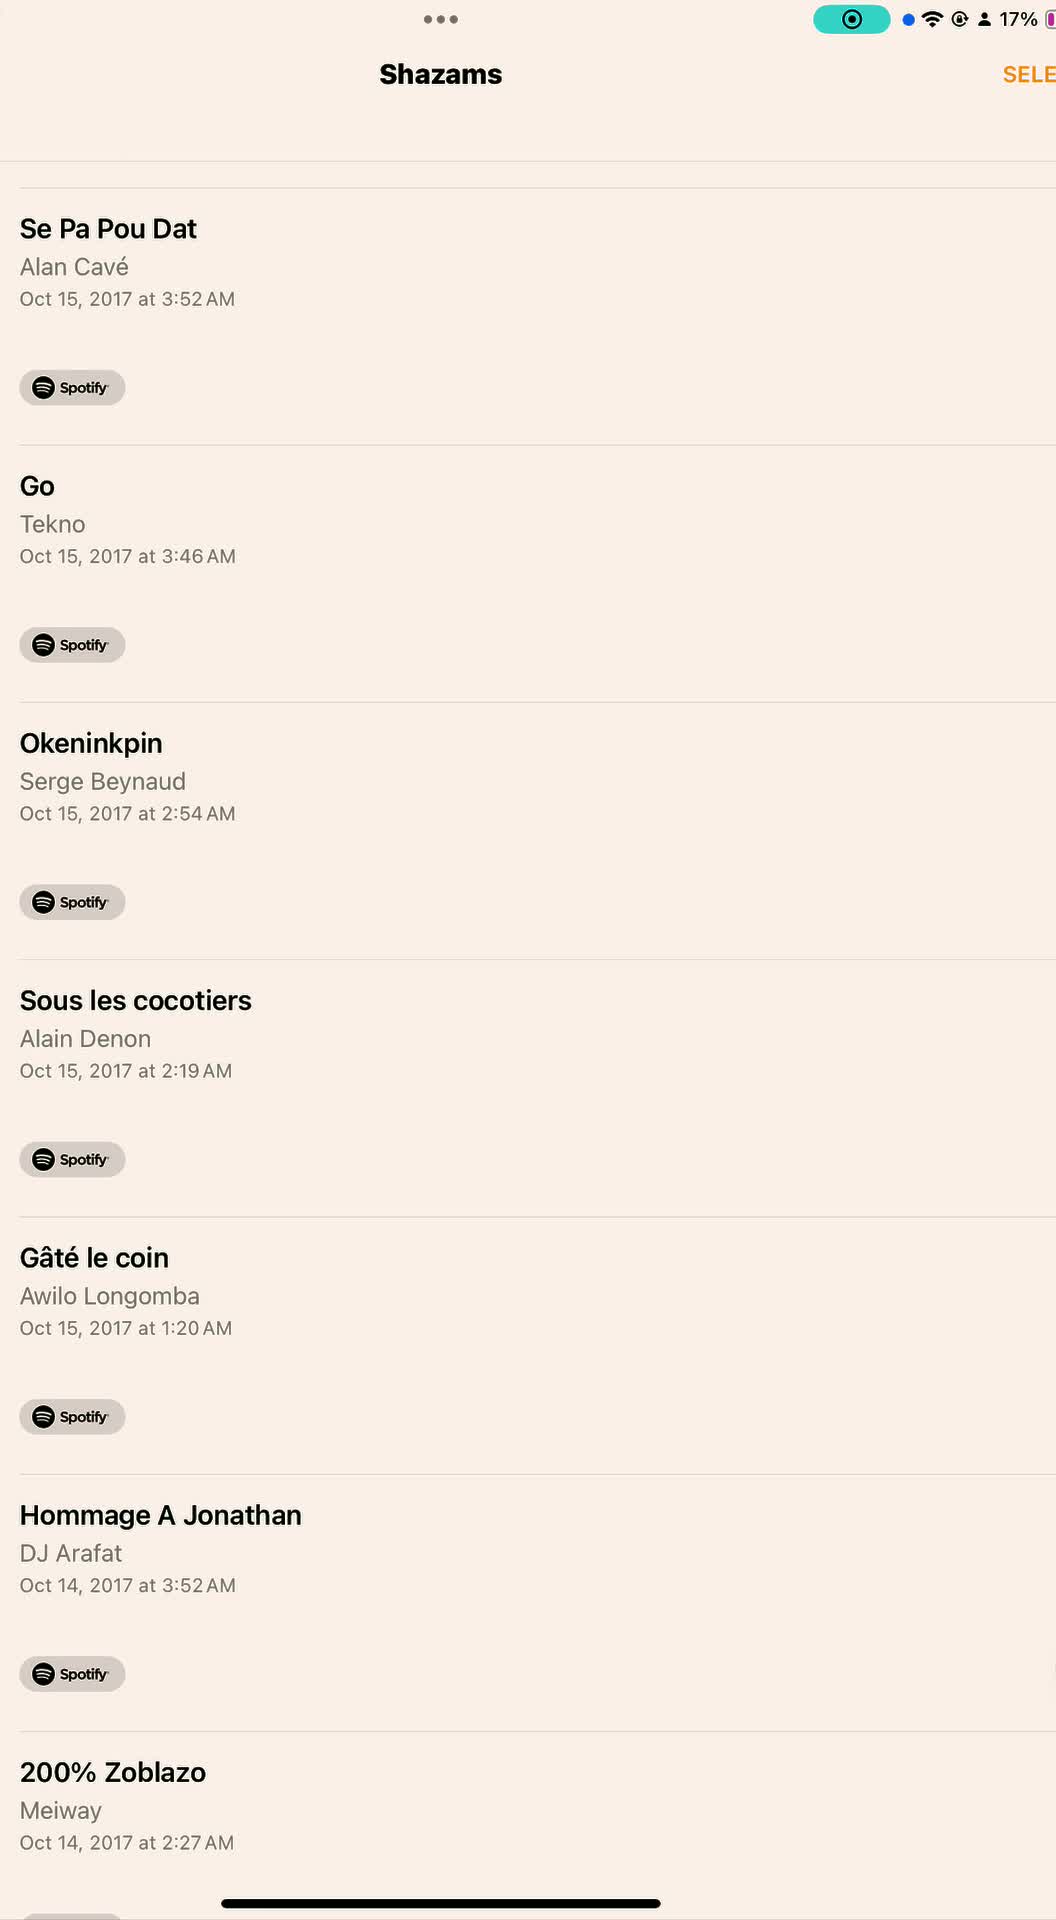 17%
Shazams
SELE
Se Pa Pou Dat
Alan Cavé
Oct 15, 2017 at 3:52 AM
Spotify
Go
Tekno
Oct 15, 2017 at 3:46 AM
Spotify
Okeninkpin
Serge Beynaud
Oct 15, 2017 at 2:54 AM
Spotify
Sous les cocotiers
Alain Denon
Oct 15, 2017 at 2:19 AM
Spotify
Gâté le coin
Awilo Longomba
Oct 15, 2017 at 1:20 AM
Spotify
Hommage A Jonathan
DJ Arafat
Oct 14, 2017 at 3:52 AM
Spotify
200% Zoblazo
Meiway
Oct 14, 2017 at 2:27 AM